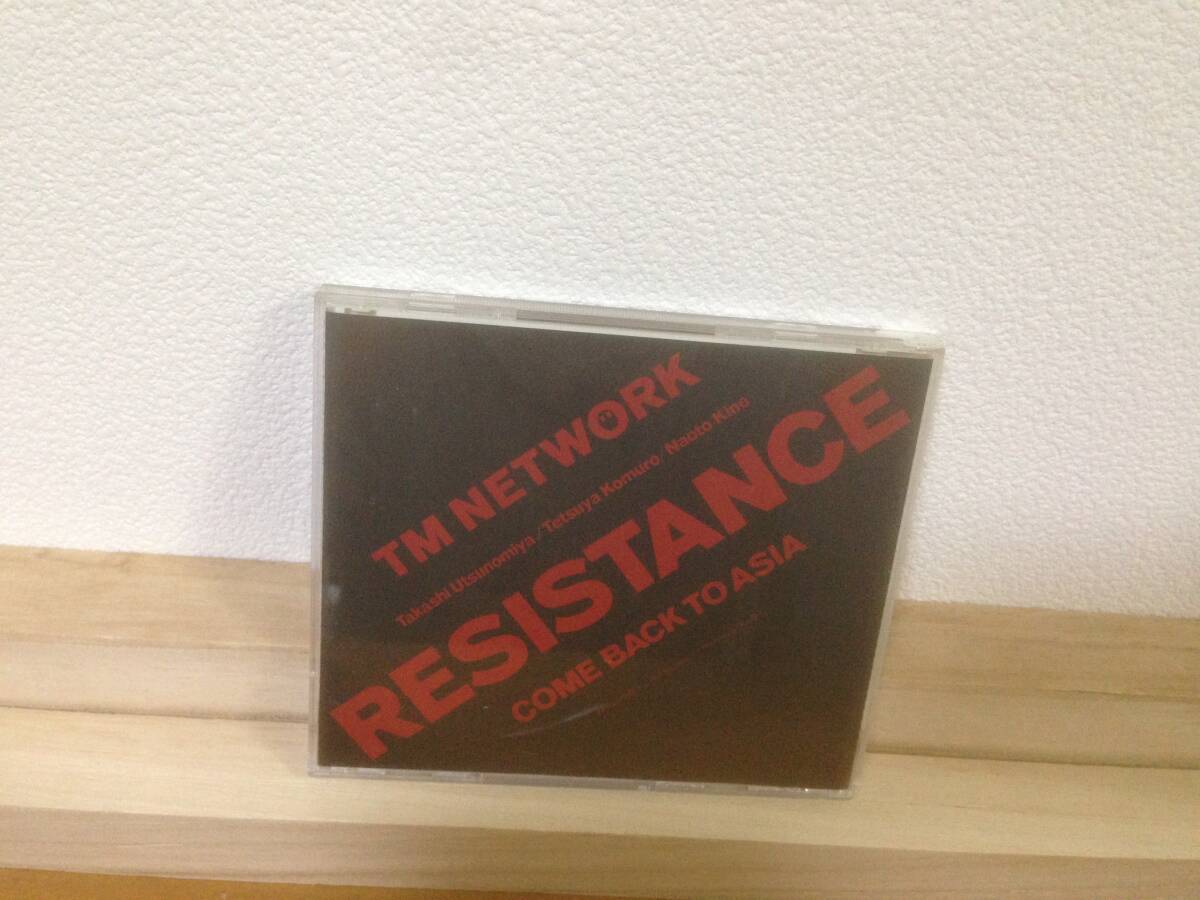 TM NETWORK
Takashi Utsunomiya/Tetsuya Komuro/Naoto Kine
RESISTANCE
COME BACK TO ASIA